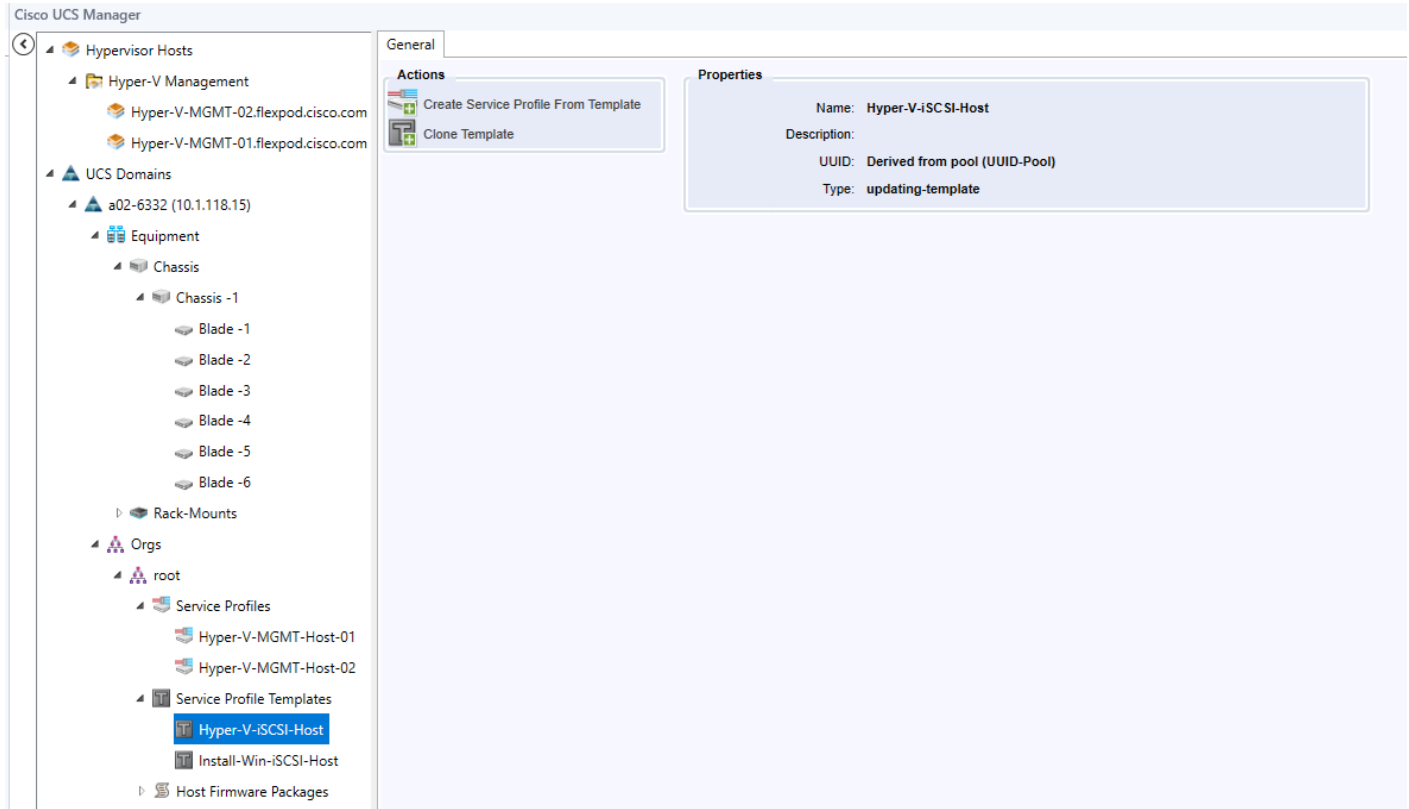 Cisco UCS Manager
Hypervisor Hosts
Hyper-V Management
Hyper-V-MGMT-02.flexpod.cisco.com
Hyper-V-MGMT-01.flexpod.cisco.com
UCS Domains
a02-6332 (10.1.118.15)
Equipment
Chassis
Chassis -1
Blade -1
Blade -2
Blade -3
Blade -4
Blade -5
Blade -6
Rack-Mounts
Orgs
root
Service Profiles
Hyper-V-MGMT-Host-01
Hyper-V-MGMT-Host-02
Service Profile Templates
Hyper-V-iSCSI-Host
Install-Win-iSCSI-Host
Host Firmware Packages
General
Actions
Create Service Profile From Template
Clone Template
Properties
Name: Hyper-V-iSCSI-Host
Description:
UUID: Derived from pool (UUID-Pool)
Type: updating-template